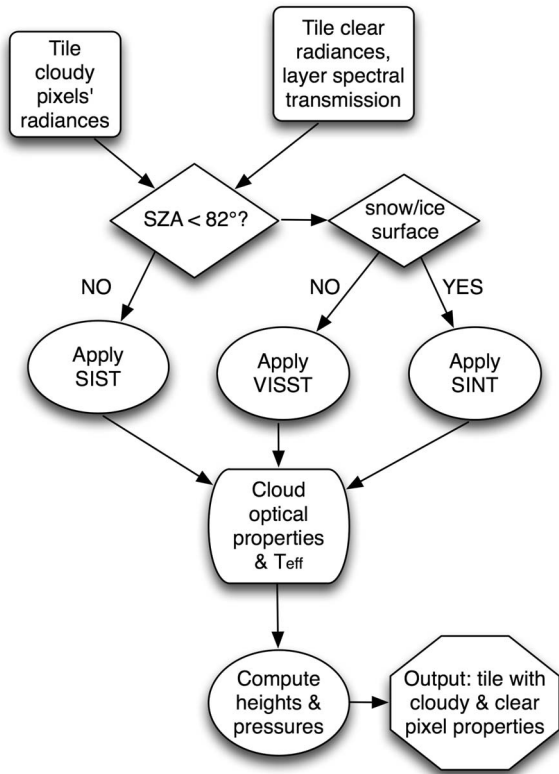 Tile
cloudy
pixels'
radiances
Tile clear
radiances,
layer spectral
transmission
SZA < 82°?
snow/ice
surface
NO
NO
YES
Apply
SIST
Apply
VISST
Apply
SINT
Cloud
optical
properties
& Teff
Compute
heights &
pressures
Output: tile with
cloudy & clear
pixel properties